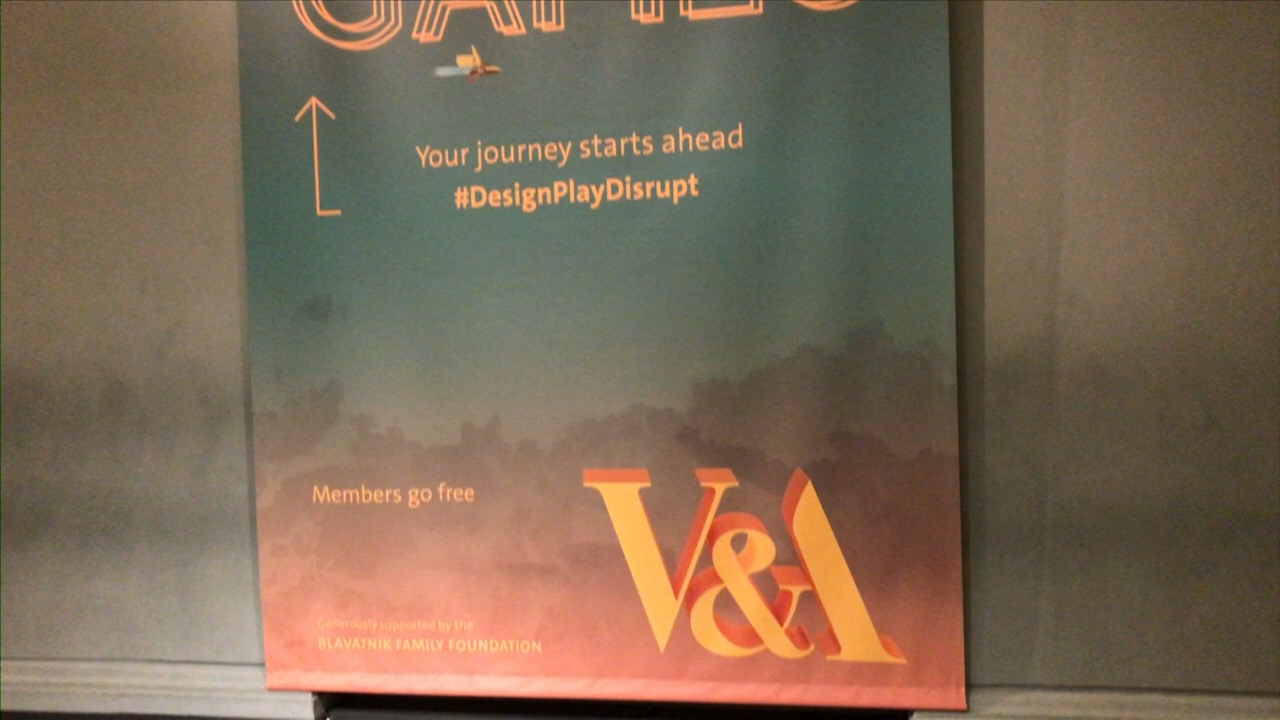 Your journey starts ahead
#DesignPlayDisrupt
Members go free
V&A
Generously supported by the
BLAVATNIK FAMILY FOUNDATION